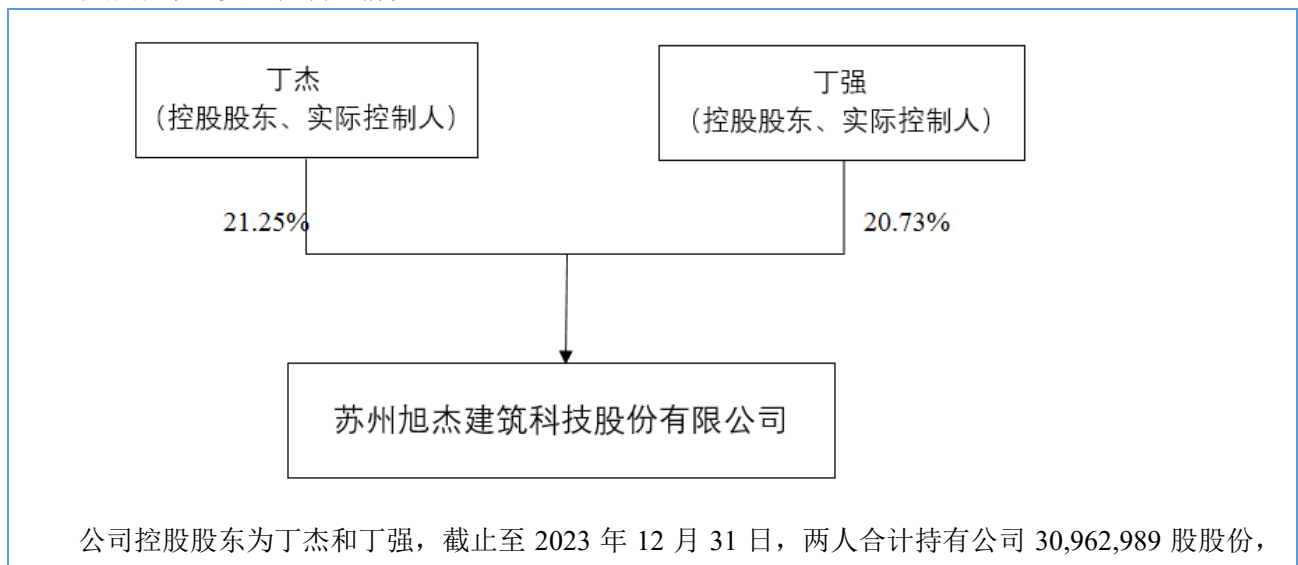 丁杰
（控股股东、实际控制人）
丁强
（控股股东、实际控制人）
21.25%
20.73%
苏州旭杰建筑科技股份有限公司
公司控股股东为丁杰和丁强，截止至 2023 年 12 月 31 日，两人合计持有公司 30,962,989 股股份，